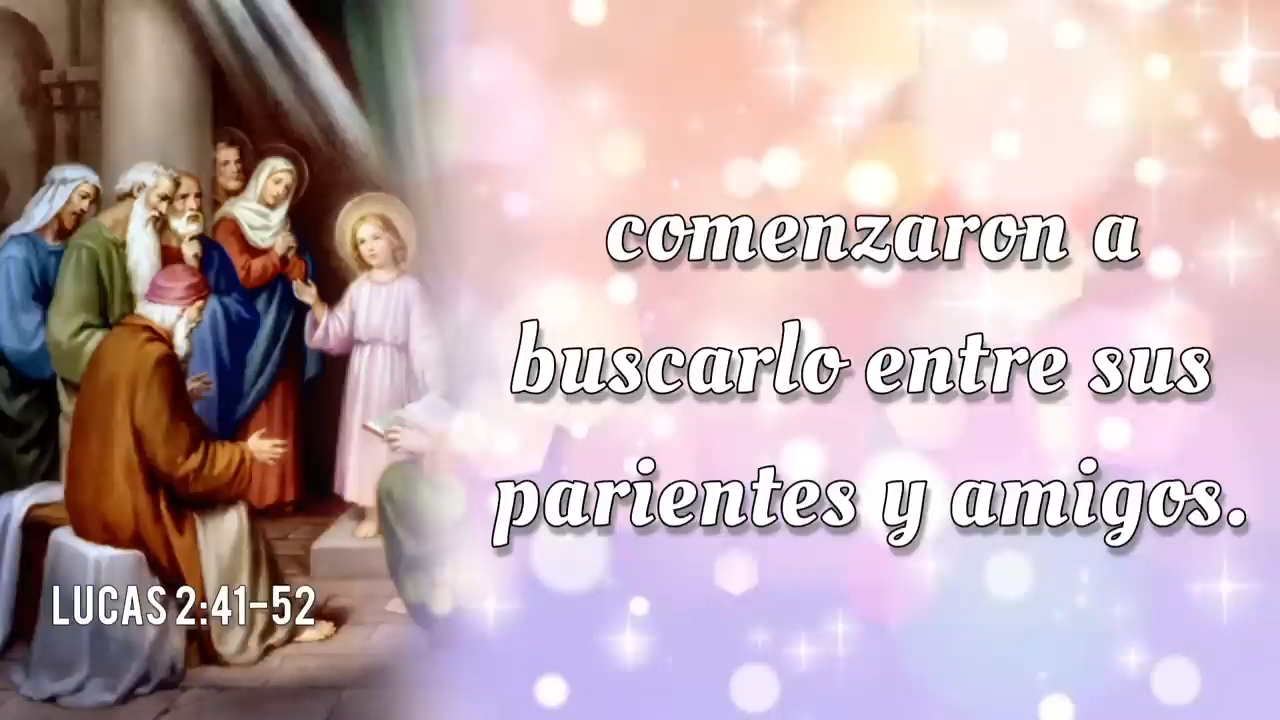 comenzaron a
buscarlo entre sus
parientes y amigos.
LUCAS 2:41-52